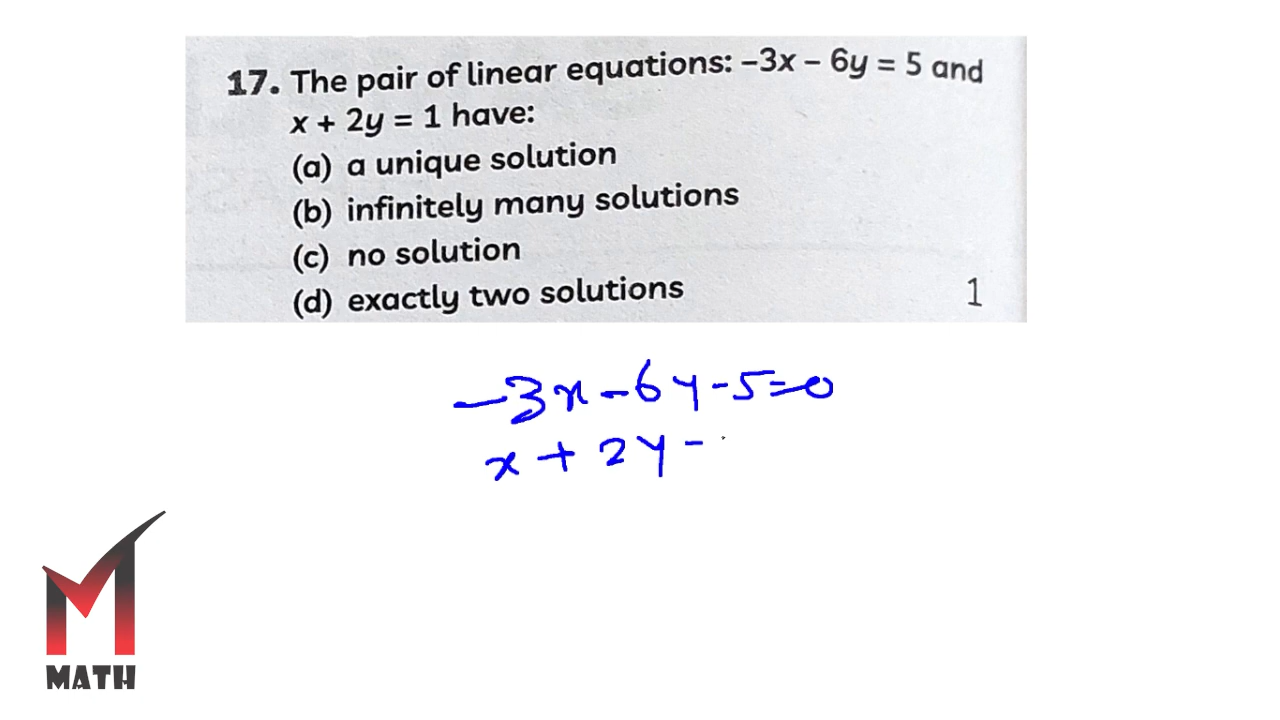 17. The pair of linear equations: –3x – 6y = 5 and
x + 2y = 1 have:
(a) a unique solution
(b) infinitely many solutions
(c) no solution
(d) exactly two solutions 1
-3x-6y-5=0
x+2y-
MATH